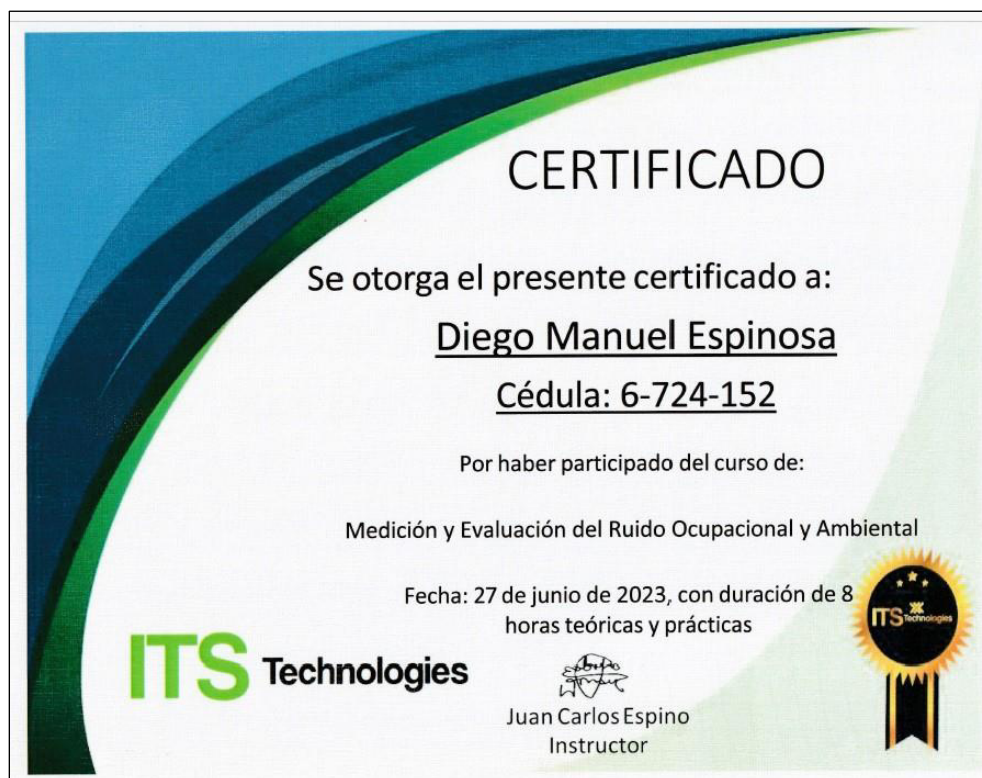 CERTIFICADO
Se otorga el presente certificado a:
Diego Manuel Espinosa
Cédula: 6-724-152
Por haber participado del curso de:
Medición y Evaluación del Ruido Ocupacional y Ambiental
Fecha: 27 de junio de 2023, con duración de 8
horas teóricas y prácticas
ITS Technologies
ITS Technologies
Juan Carlos Espino
Instructor